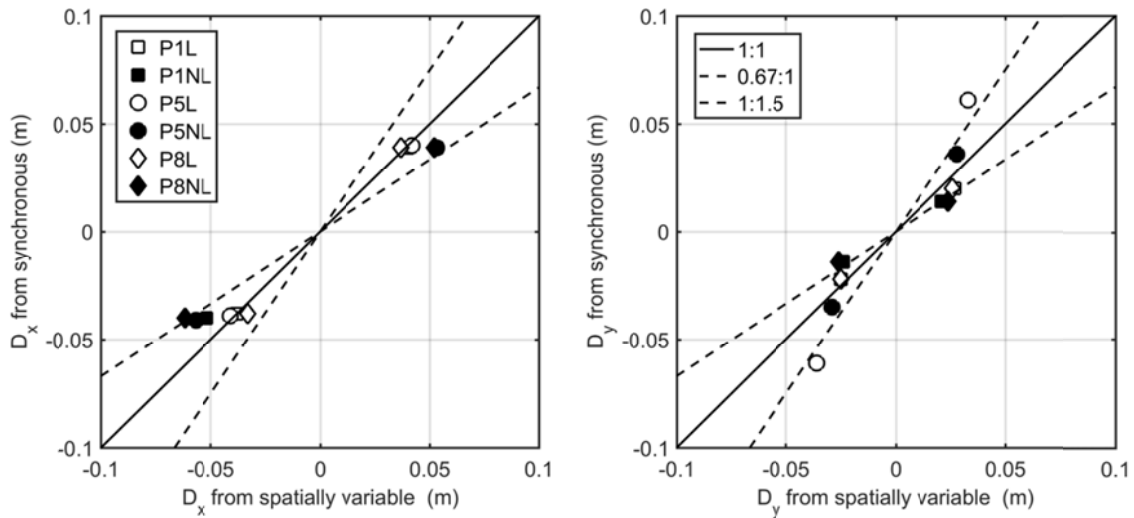 0.1
0.05
0
-0.05
-0.1
D_x from synchronous (m)
P1L
P1NL
P5L
P5NL
P8L
P8NL
-0.1 -0.05 0 0.05 0.1
D_x from spatially variable (m)
0.1
0.05
0
-0.05
-0.1
D_y from synchronous (m)
1:1
0.67:1
1:1.5
-0.1 -0.05 0 0.05 0.1
D_y from spatially variable (m)